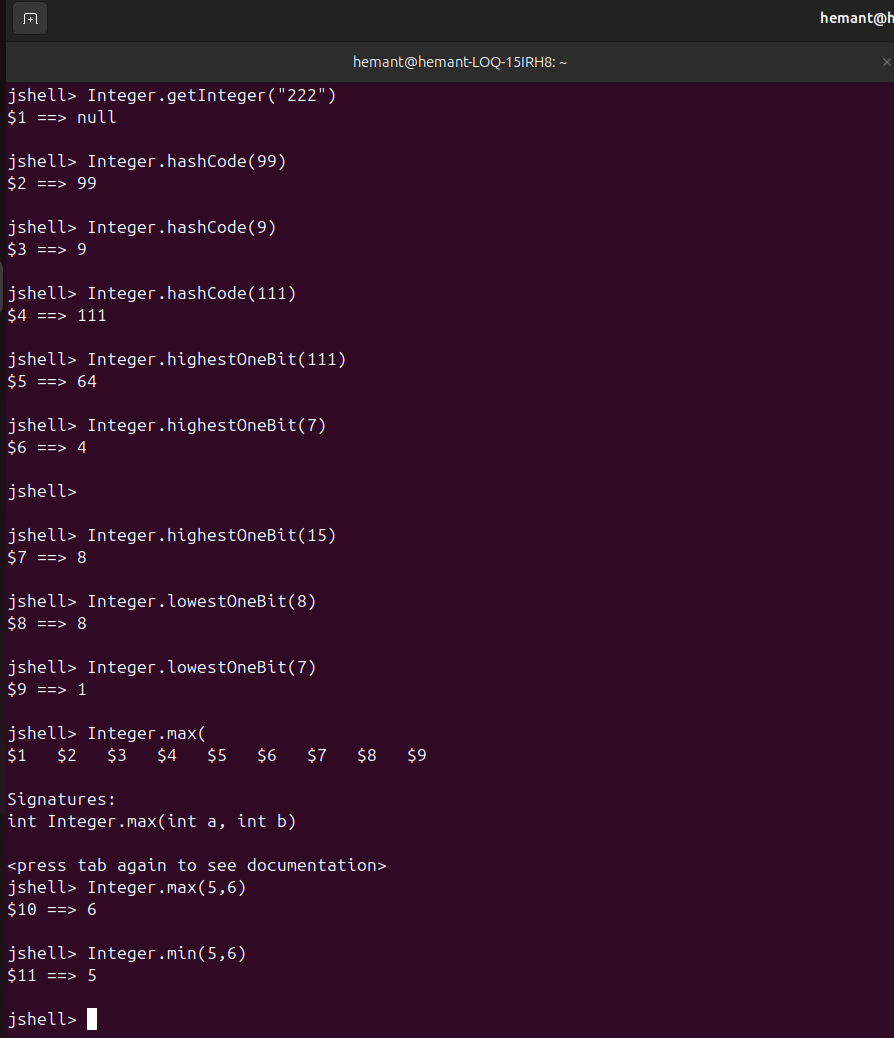 hemant@h
hemant@hemant-LOQ-15IRH8: ~
jshell> Integer.getInteger("222")
$1 ==> null
jshell> Integer.hashCode(99)
$2 ==> 99
jshell> Integer.hashCode(9)
$3 ==> 9
jshell> Integer.hashCode(111)
$4 ==> 111
jshell> Integer.highestOneBit(111)
$5 ==> 64
jshell> Integer.highestOneBit(7)
$6 ==> 4
jshell>
jshell> Integer.highestOneBit(15)
$7 ==> 8
jshell> Integer.lowestOneBit(8)
$8 ==> 8
jshell> Integer.lowestOneBit(7)
$9 ==> 1
jshell> Integer.max(
$1   $2   $3   $4   $5   $6   $7   $8   $9
Signatures:
int Integer.max(int a, int b)
<press tab again to see documentation>
jshell> Integer.max(5,6)
$10 ==> 6
jshell> Integer.min(5,6)
$11 ==> 5
jshell>